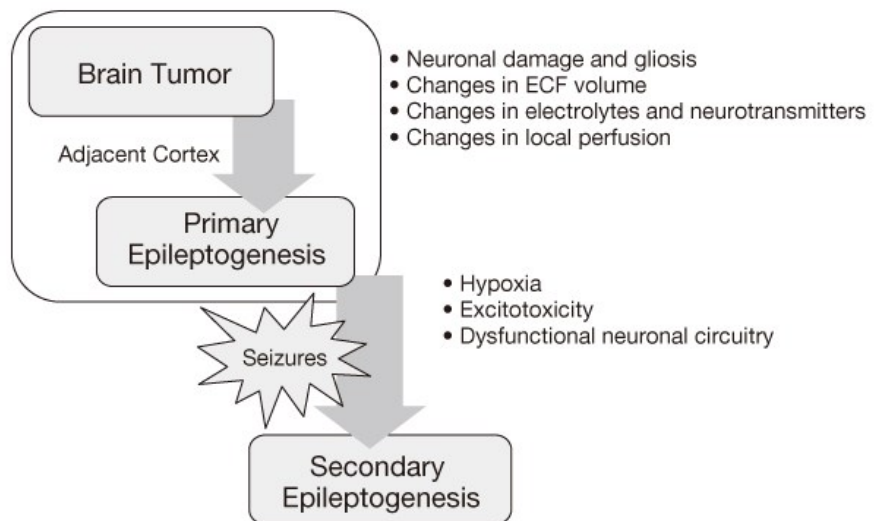 Brain Tumor
• Neuronal damage and gliosis
• Changes in ECF volume
• Changes in electrolytes and neurotransmitters
• Changes in local perfusion
Adjacent Cortex
Primary
Epileptogenesis
• Hypoxia
• Excitotoxicity
• Dysfunctional neuronal circuitry
Seizures
Secondary
Epileptogenesis